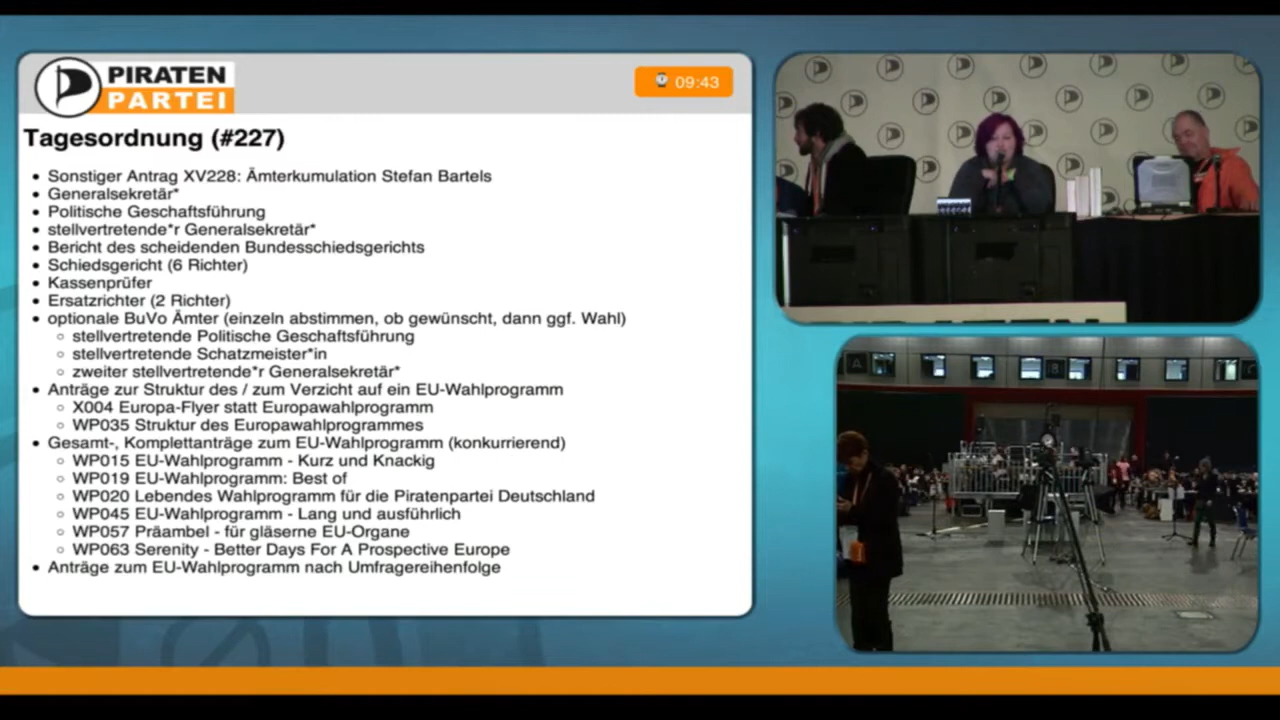 PIRATEN
PARTEI
09:43
Tagesordnung (#227)
• Sonstiger Antrag XV228: Ämterkumulation Stefan Bartels
• Generalsekretär*
• Politische Geschaftsführung
• stellvertretende*r Generalsekretär*
• Bericht des scheidenden Bundesschiedsgerichts
• Schiedsgericht (6 Richter)
• Kassenprüfer
• Ersatzrichter (2 Richter)
• optionale BuVo Ämter (einzeln abstimmen, ob gewünscht, dann ggf. Wahl)
◦ stellvertretende Politische Geschaftsführung
◦ stellvertretende Schatzmeister*in
◦ zweiter stellvertretende*r Generalsekretär*
• Anträge zur Struktur des / zum Verzicht auf ein EU-Wahlprogramm
◦ X004 Europa-Flyer statt Europawahlprogramm
◦ WP035 Struktur des Europawahlprogrammes
• Gesamt-, Komplettanträge zum EU-Wahlprogramm (konkurrierend)
◦ WP015 EU-Wahlprogramm - Kurz und Knackig
◦ WP019 EU-Wahlprogramm: Best of
◦ WP020 Lebendes Wahlprogramm für die Piratenpartei Deutschland
◦ WP045 EU-Wahlprogramm - Lang und ausführlich
◦ WP057 Präambel - für gläserne EU-Organe
◦ WP063 Serenity - Better Days For A Prospective Europe
• Anträge zum EU-Wahlprogramm nach Umfragereihenfolge
A
B